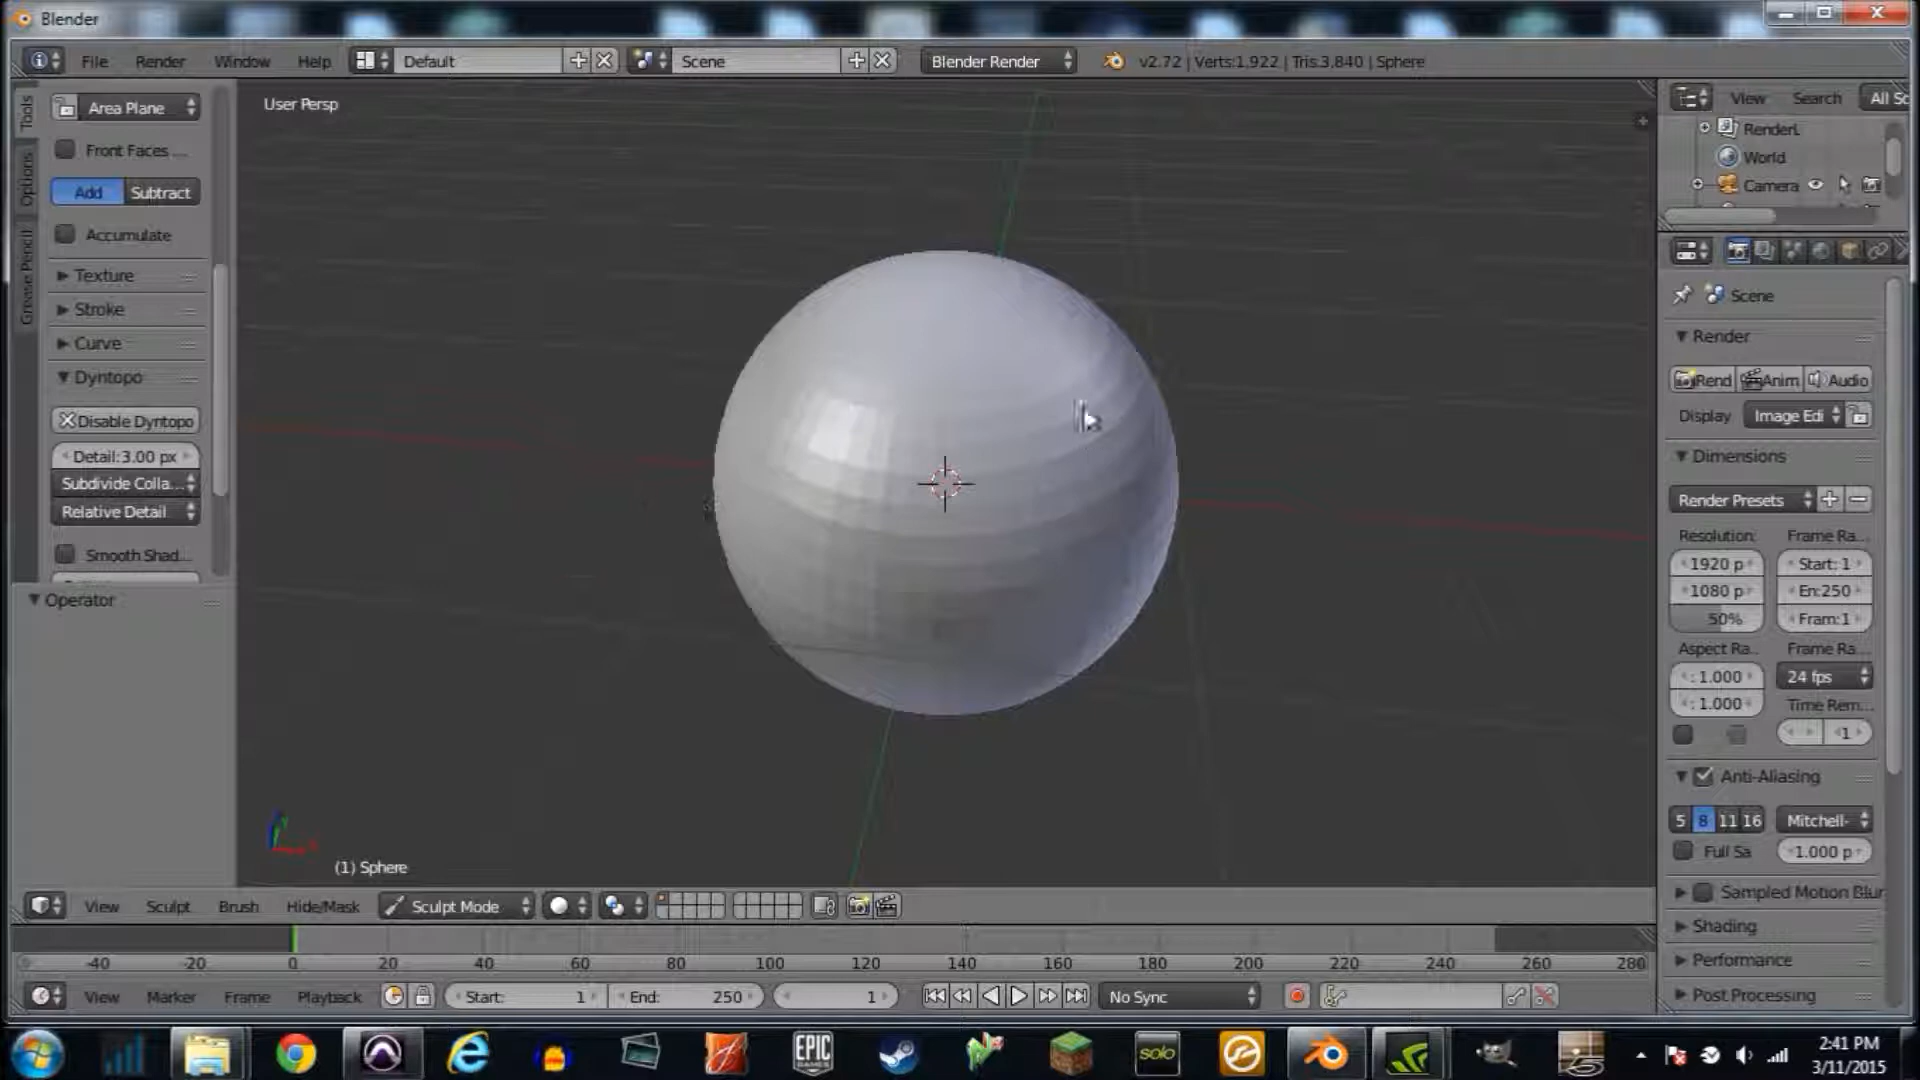 Blender
File Render Window Help Default Scene Blender Render v2.72 | Verts:1,922 | Tris:3,840 | Sphere
User Persp
Tools
Options
Grease Pencil
Area Plane
Front Faces ...
Add Subtract
Accumulate
Texture
Stroke
Curve
Dyntopo
Disable Dyntopo
Detail:3.00 px
Subdivide Colla...
Relative Detail
Smooth Shad...
Operator
(1) Sphere
View Search All Sc
RenderL
World
Camera
Scene
Render
Rend Anim Audio
Display Image Edi
Dimensions
Render Presets
Resolution: Frame Ra...
1920 p Start: 1
1080 p En:250
50% Fram:1
Aspect Ra.. Frame Ra...
: 1.000 24 fps
: 1.000 Time Rem...
1
Anti-Aliasing
5 8 11 16 Mitchell-
Full Sa 1.000 p
Sampled Motion Blur
Shading
Performance
Post Processing
View Sculpt Brush Hide/Mask Sculpt Mode
-40 -20 0 20 40 60 80 100 120 140 160 180 200 220 240 260 280
View Marker Frame Playback Start: 1 End: 250 1 No Sync
EPIC
GAMES
solo
2:41 PM
3/11/2015